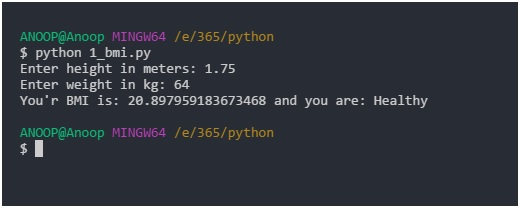 ANOOP@Anoop MINGW64 /e/365/python
$ python 1_bmi.py
Enter height in meters: 1.75
Enter weight in kg: 64
You'r BMI is: 20.897959183673468 and you are: Healthy
ANOOP@Anoop MINGW64 /e/365/python
$